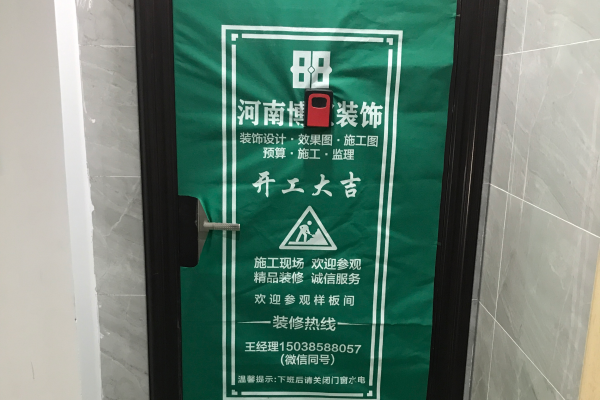 河南博 装饰
装饰设计·效果图·施工图
预算·施工·监理
开工大吉
施工现场 欢迎参观
精品装修 诚信服务
欢迎参观样板间
装修热线
王经理15038588057
(微信同号)
温馨提示:下班后请关闭门窗水电